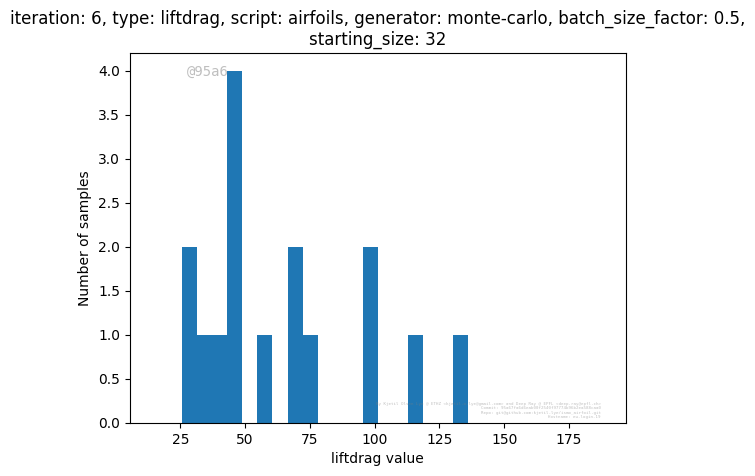 iteration: 6, type: liftdrag, script: airfoils, generator: monte-carlo, batch_size_factor: 0.5,
starting_size: 32
@95a6
4.0
3.5
3.0
2.5
2.0
1.5
1.0
0.5
0.0
Number of samples
25 50 75 100 125 150 175
liftdrag value